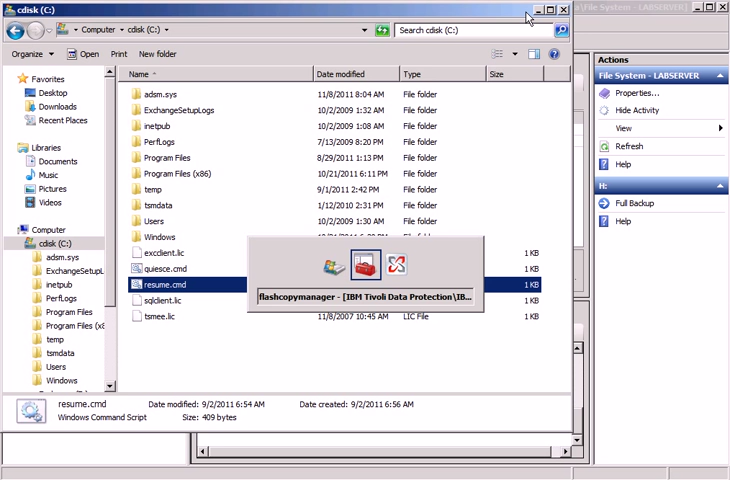 cdisk (C:)
a\File System - LABSERVER]
Computer ▸ cdisk (C:) ▸
Search cdisk (C:)
Organize
Open
Print
New folder
Name
Date modified
Type
Size
Favorites
Desktop
Downloads
Recent Places
Libraries
Documents
Music
Pictures
Videos
Computer
cdisk (C:)
adsm.sys
ExchangeSetupL
inetpub
PerfLogs
Program Files
Program Files (x8
temp
tsmdata
Users
Windows
adsm.sys 11/8/2011 8:04 AM File folder
ExchangeSetupLogs 10/2/2009 1:32 AM File folder
inetpub 10/2/2009 1:08 AM File folder
PerfLogs 7/13/2009 8:20 PM File folder
Program Files 8/29/2011 1:13 PM File folder
Program Files (x86) 10/21/2011 6:11 PM File folder
temp 9/1/2011 2:42 PM File folder
tsmdata 1/12/2010 2:31 PM File folder
Users 10/2/2009 1:30 AM File folder
Windows
excclient.lic 1 KB
quiesce.cmd 1 KB
resume.cmd 1 KB
sqlclient.lic 1 KB
tsmee.lic 11/8/2007 10:45 AM LIC File 1 KB
flashcopymanager - [IBM Tivoli Data Protection\IB...
resume.cmd Date modified: 9/2/2011 6:54 AM Date created: 9/2/2011 6:56 AM
Windows Command Script Size: 409 bytes
Actions
File System - LABSERVER
Properties...
Hide Activity
View
Refresh
Help
H:
Full Backup
Help